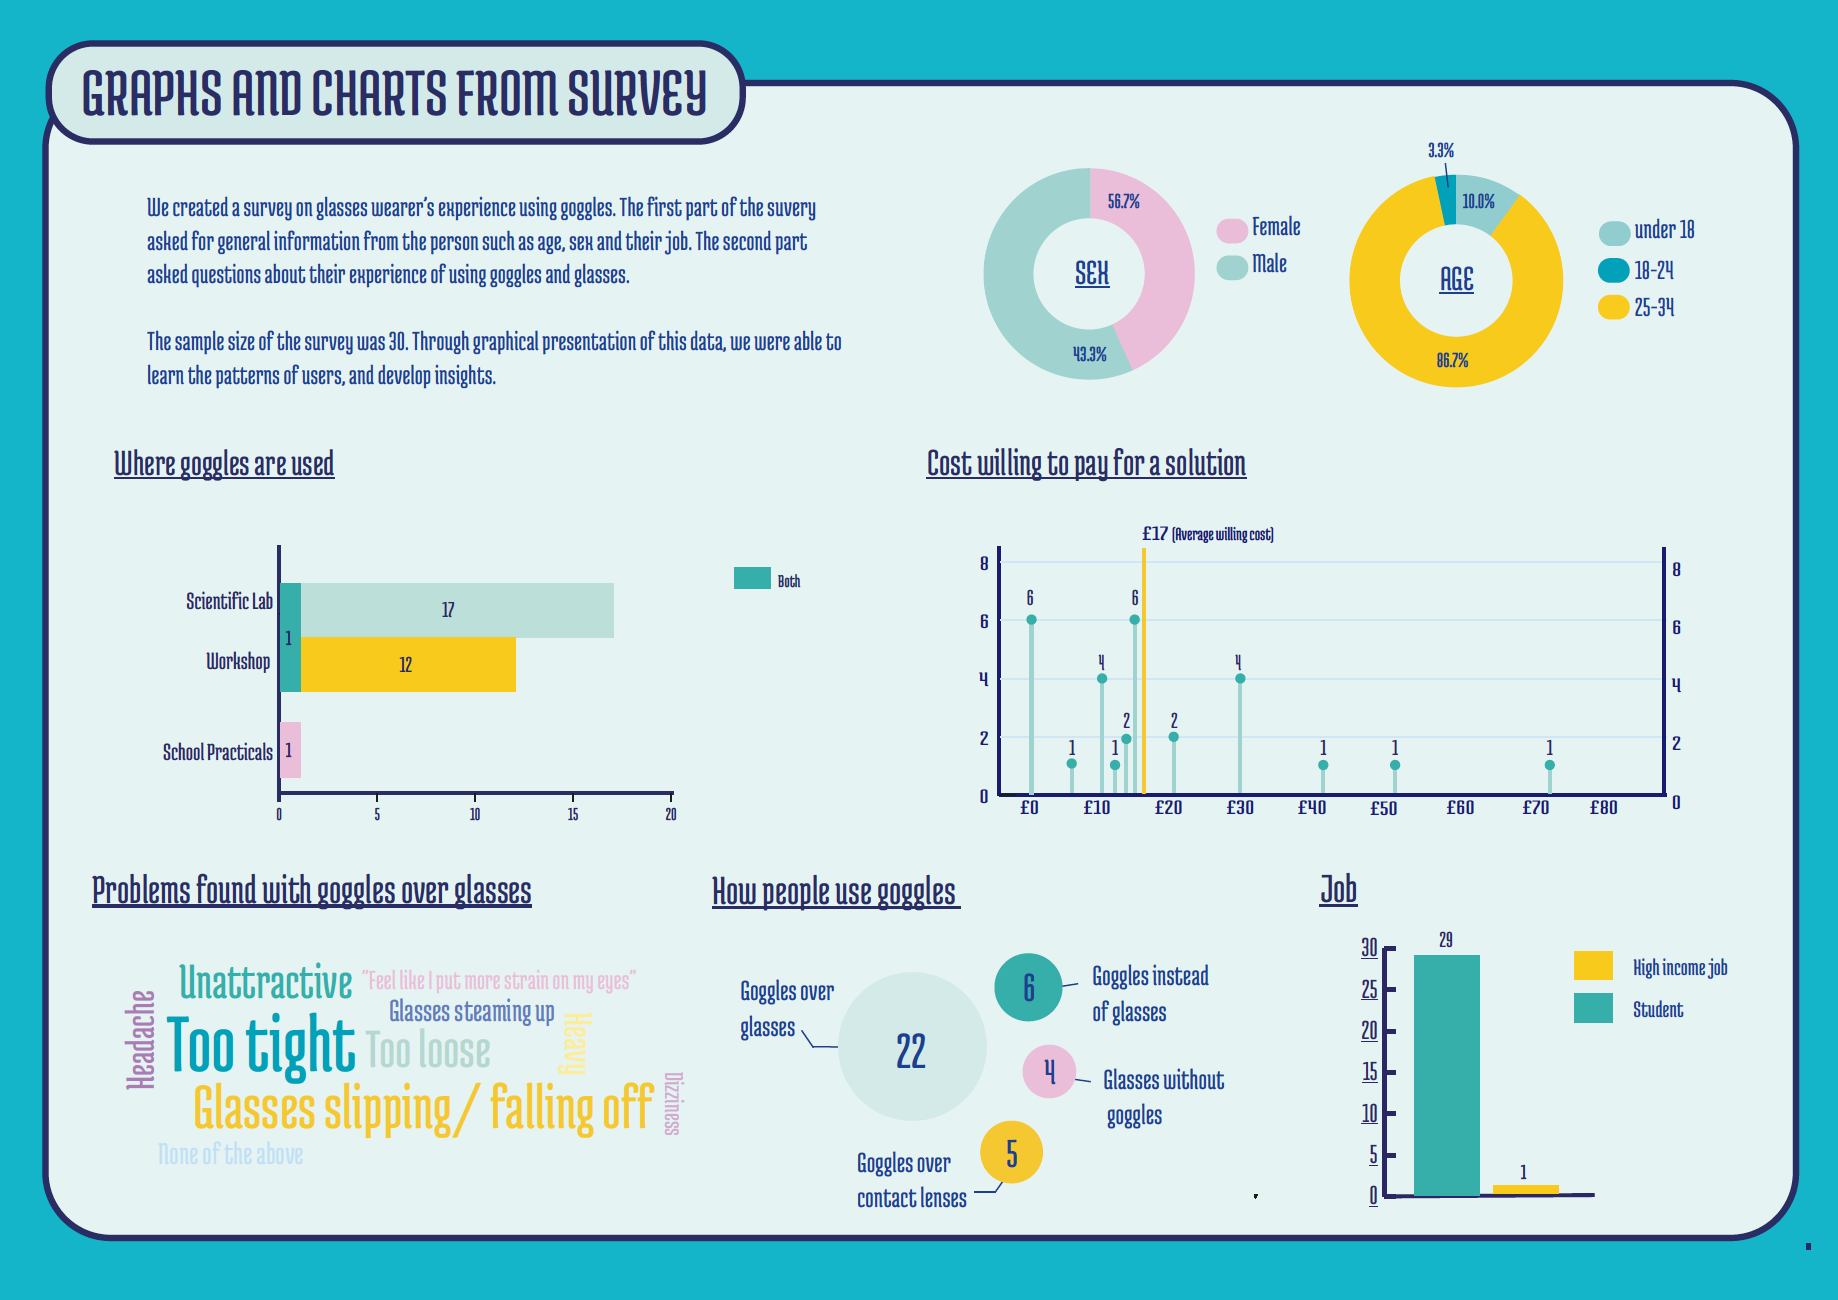 GRAPHS AND CHARTS FROM SURVEY
We created a survey on glasses wearer's experience using goggles. The first part of the suvery
asked for general information from the person such as age, sex and their job. The second part
asked questions about their experience of using goggles and glasses.
The sample size of the survey was 30. Through graphical presentation of this data, we were able to
learn the patterns of users, and develop insights.
56.7%
43.3%
SEX
Female
Male
3.3%
10.0%
86.7%
AGE
under 18
18-24
25-34
Where goggles are used
Scientific Lab
Workshop
School Practicals
17
1
12
1
0 5 10 15 20
Both
Cost willing to pay for a solution
£17 (Average willing cost)
8
6
4
2
0
6
1
4
1
2
6
2
4
1
1
1
8
6
4
2
0
£0 £10 £20 £30 £40 £50 £60 £70 £80
Problems found with goggles over glasses
Headache
Unattractive
"Feel like I put more strain on my eyes"
Glasses steaming up
Too tight
Too loose
Heavy
Glasses slipping/ falling off
Diziness
None of the above
How people use goggles
Goggles over
glasses
22
6
Goggles instead
of glasses
4
Glasses without
goggles
5
Goggles over
contact lenses
Job
30
25
20
15
10
5
0
29
1
High income job
Student